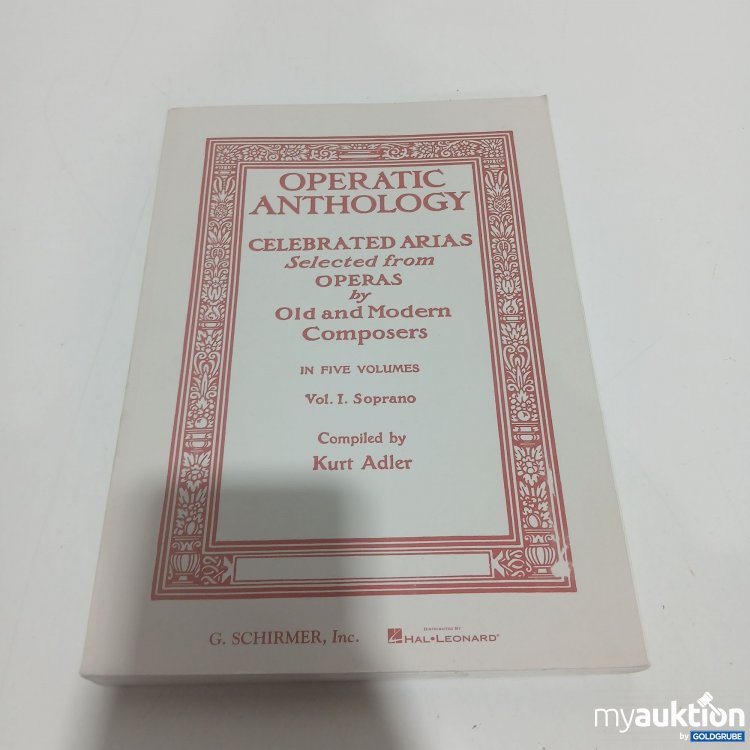 OPERATIC
ANTHOLOGY
CELEBRATED ARIAS
Selected from
OPERAS
by
Old and Modern
Composers
IN FIVE VOLUMES
Vol. I. Soprano
Compiled by
Kurt Adler
G. SCHIRMER, Inc.
DISTRIBUTED BY
HAL•LEONARD®
myauktion
by GOLDGRUBE